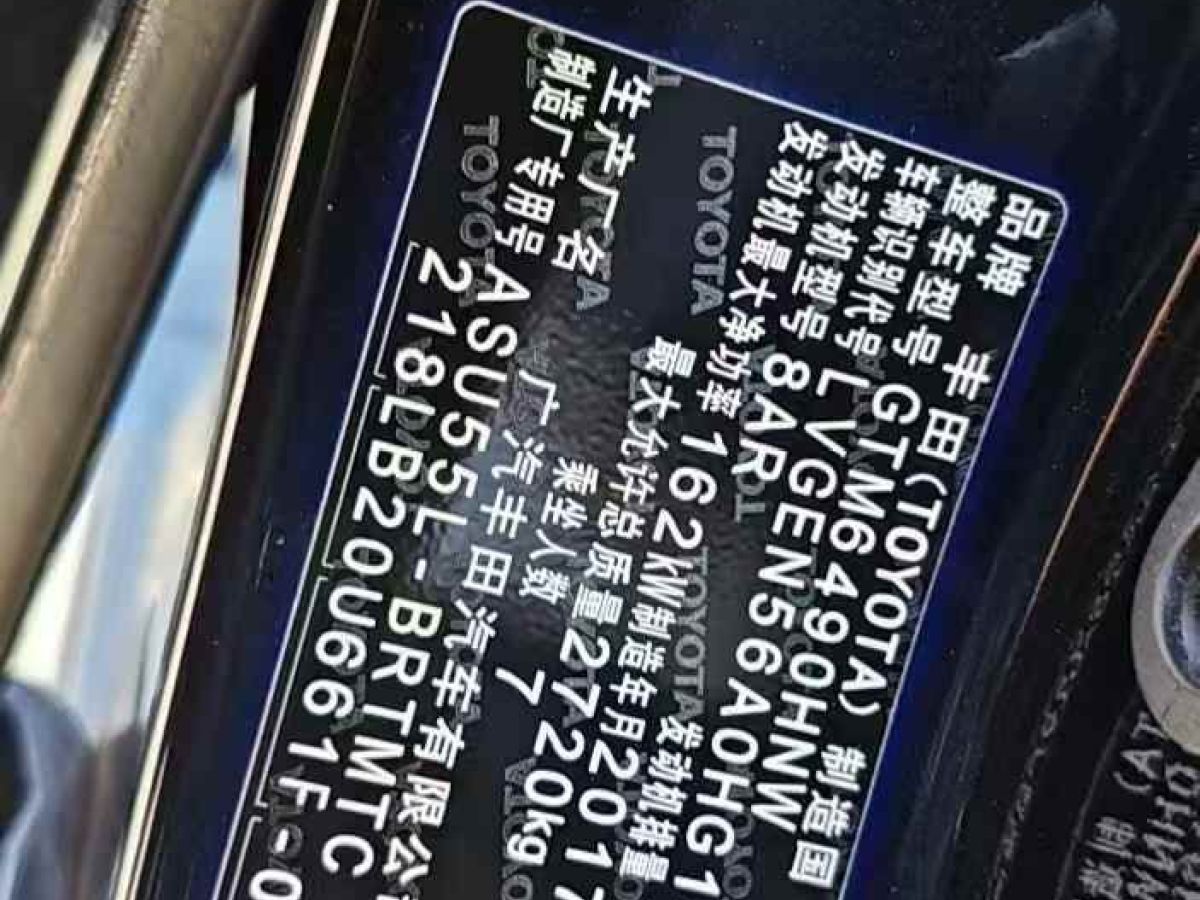 品牌 丰田(TOYOTA) 制造国
整车型号 GTM6490HNW
车辆识别代号 LVGEN56A0HG1
发动机型号 8AR 发动机排量
发动机最大净功率 162kW 制造年月 2017
最大允许总质量 2720kg
乘坐人数 7
生产厂名 广汽丰田汽车有限公
制造厂专用号 ASU55L-BRTMTC
218 LB20 U661F-0
TOYOTA